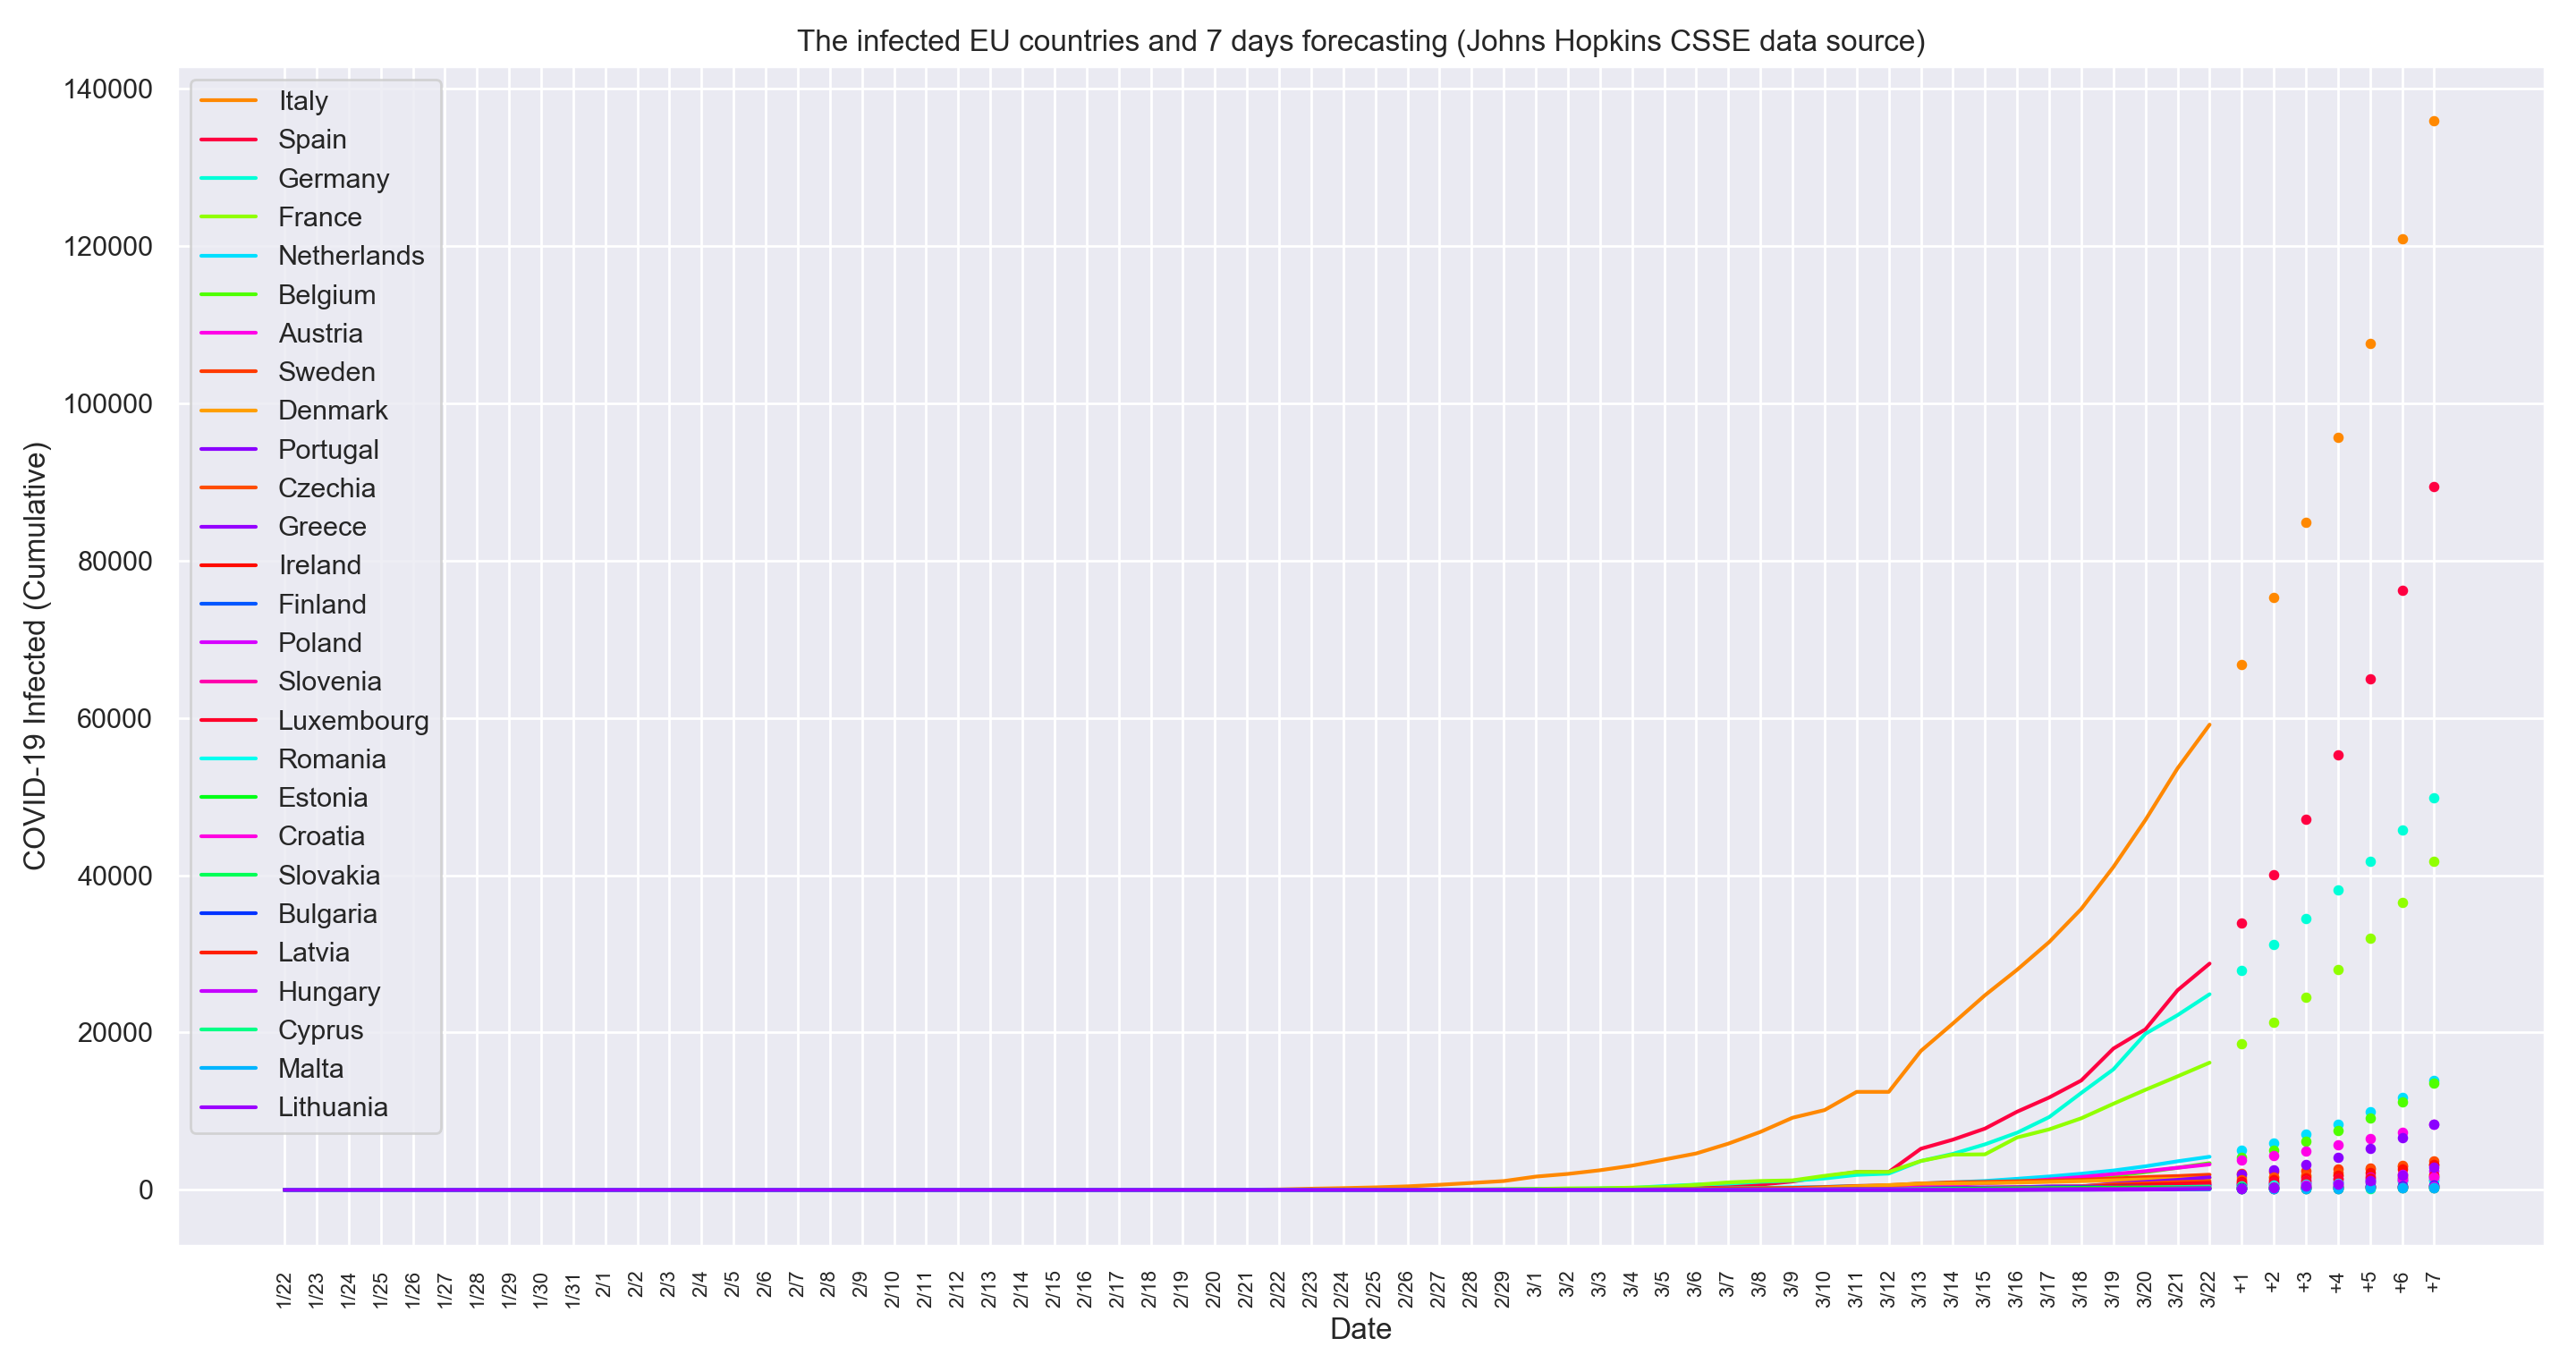 The infected EU countries and 7 days forecasting (Johns Hopkins CSSE data source)
COVID-19 Infected (Cumulative)
140000
120000
100000
80000
60000
40000
20000
0
Italy
Spain
Germany
France
Netherlands
Belgium
Austria
Sweden
Denmark
Portugal
Czechia
Greece
Ireland
Finland
Poland
Slovenia
Luxembourg
Romania
Estonia
Croatia
Slovakia
Bulgaria
Latvia
Hungary
Cyprus
Malta
Lithuania
1/22
1/23
1/24
1/25
1/26
1/27
1/28
1/29
1/30
1/31
2/1
2/2
2/3
2/4
2/5
2/6
2/7
2/8
2/9
2/10
2/11
2/12
2/13
2/14
2/15
2/16
2/17
2/18
2/19
2/20
2/21
2/22
2/23
2/24
2/25
2/26
2/27
2/28
2/29
3/1
3/2
3/3
3/4
3/5
3/6
3/7
3/8
3/9
3/10
3/11
3/12
3/13
3/14
3/15
3/16
3/17
3/18
3/19
3/20
3/21
3/22
+1
+2
+3
+4
+5
+6
+7
Date